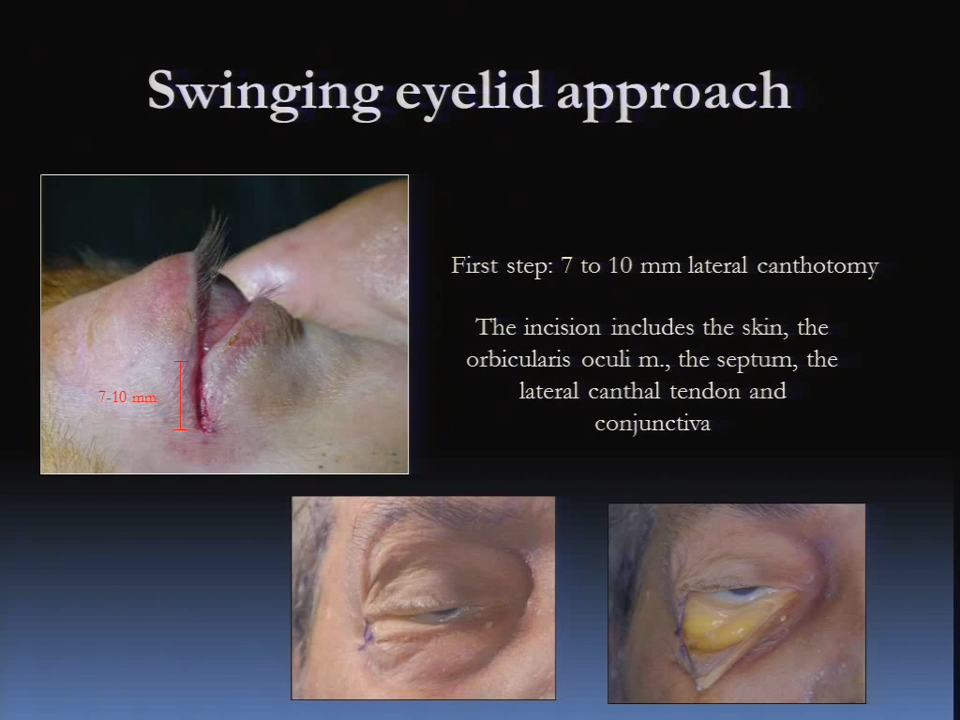 Swinging eyelid approach
First step: 7 to 10 mm lateral canthotomy
The incision includes the skin, the
orbicularis oculi m., the septum, the
lateral canthal tendon and
conjunctiva
7-10 mm